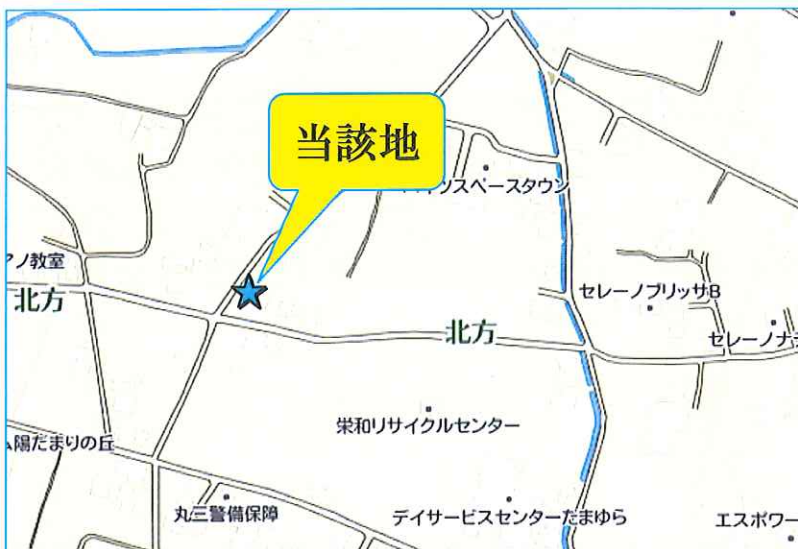 当該地
ンスペースタウン
ノ教室
北方
セレーノブリッサB
北方
セレーノナ
栄和リサイクルセンター
陽だまりの丘
丸三警備保障
デイサービスセンターたまゆら
エスポワー